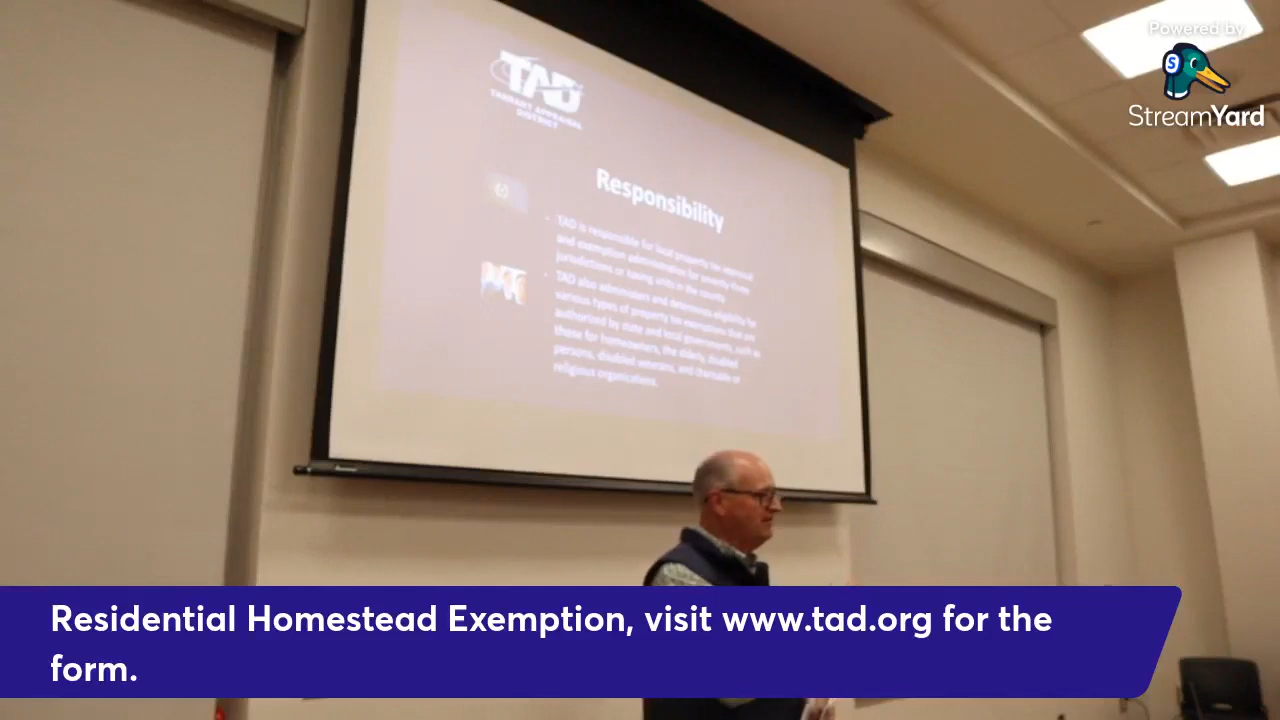 Powered by
StreamYard
TAD
TARRANT APPRAISAL
DISTRICT
Responsibility
TAD is responsible for local property tax appraisal
and exemption administration for seventy-three
jurisdictions or taxing units in the county
TAD also administers and determines eligibility for
various types of property tax exemptions that are
authorized by state and local governments, such as
those for homeowners, the elderly, disabled
persons, disabled veterans, and charitable or
religious organizations.
Residential Homestead Exemption, visit www.tad.org for the
form.